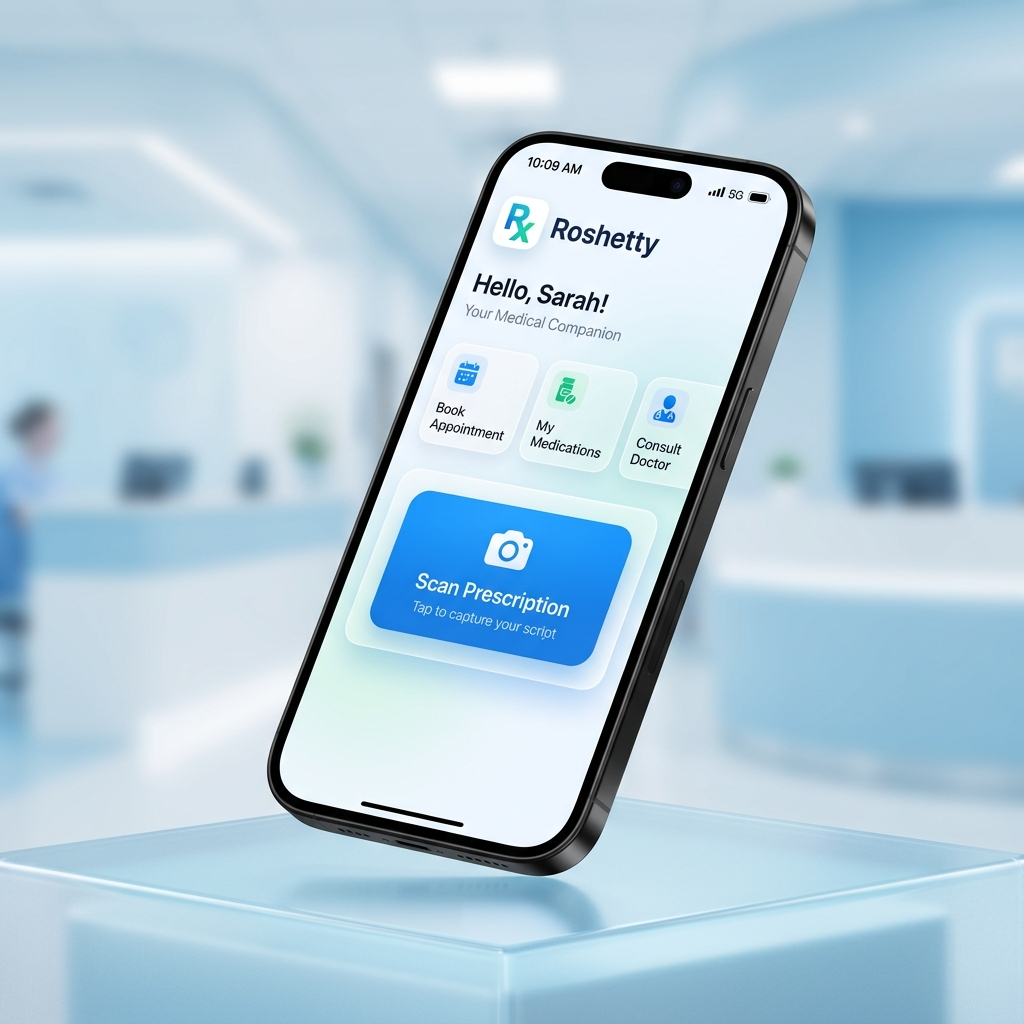 10:09 AM
5G
Rx
Roshetty
Hello, Sarah!
Your Medical Companion
Book
Appointment
My
Medications
Consult
Doctor
Scan Prescription
Tap to capture your script